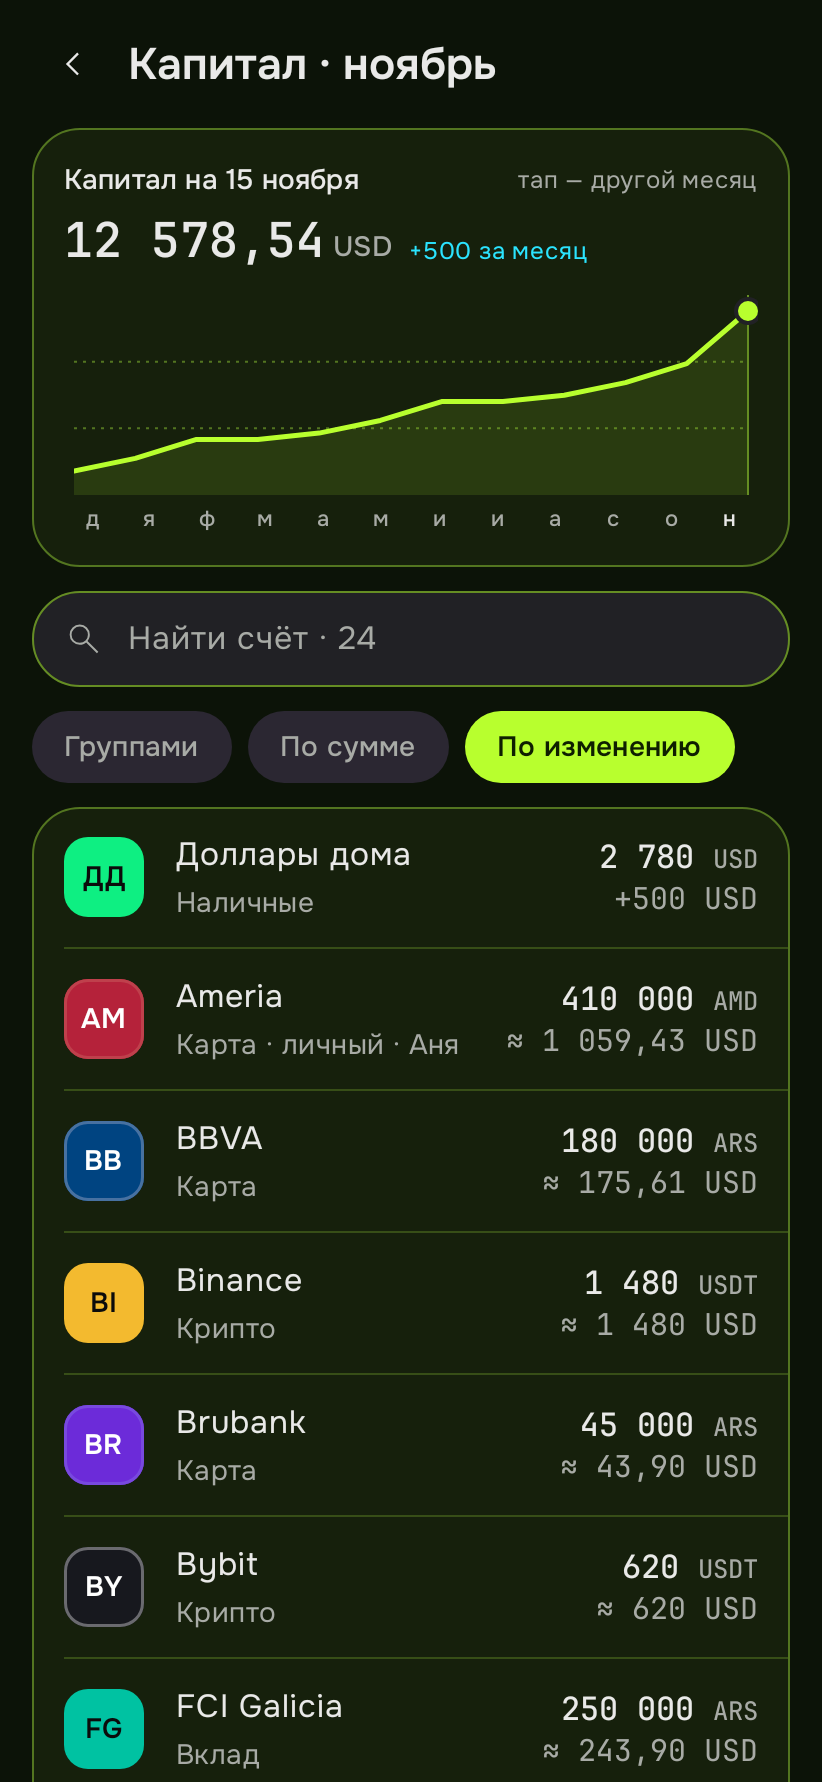 Капитал · ноябрь
Капитал на 15 ноября
тап — другой месяц
12 578,54 USD +500 за месяц
д я ф м а м и и а с о н
Найти счёт · 24
Группами
По сумме
По изменению
ДД
Доллары дома
2 780 USD
Наличные
+500 USD
AM
Ameria
410 000 AMD
Карта · личный · Аня
≈ 1 059,43 USD
BB
BBVA
180 000 ARS
Карта
≈ 175,61 USD
BI
Binance
1 480 USDT
Крипто
≈ 1 480 USD
BR
Brubank
45 000 ARS
Карта
≈ 43,90 USD
BY
Bybit
620 USDT
Крипто
≈ 620 USD
FG
FCI Galicia
250 000 ARS
Вклад
≈ 243,90 USD